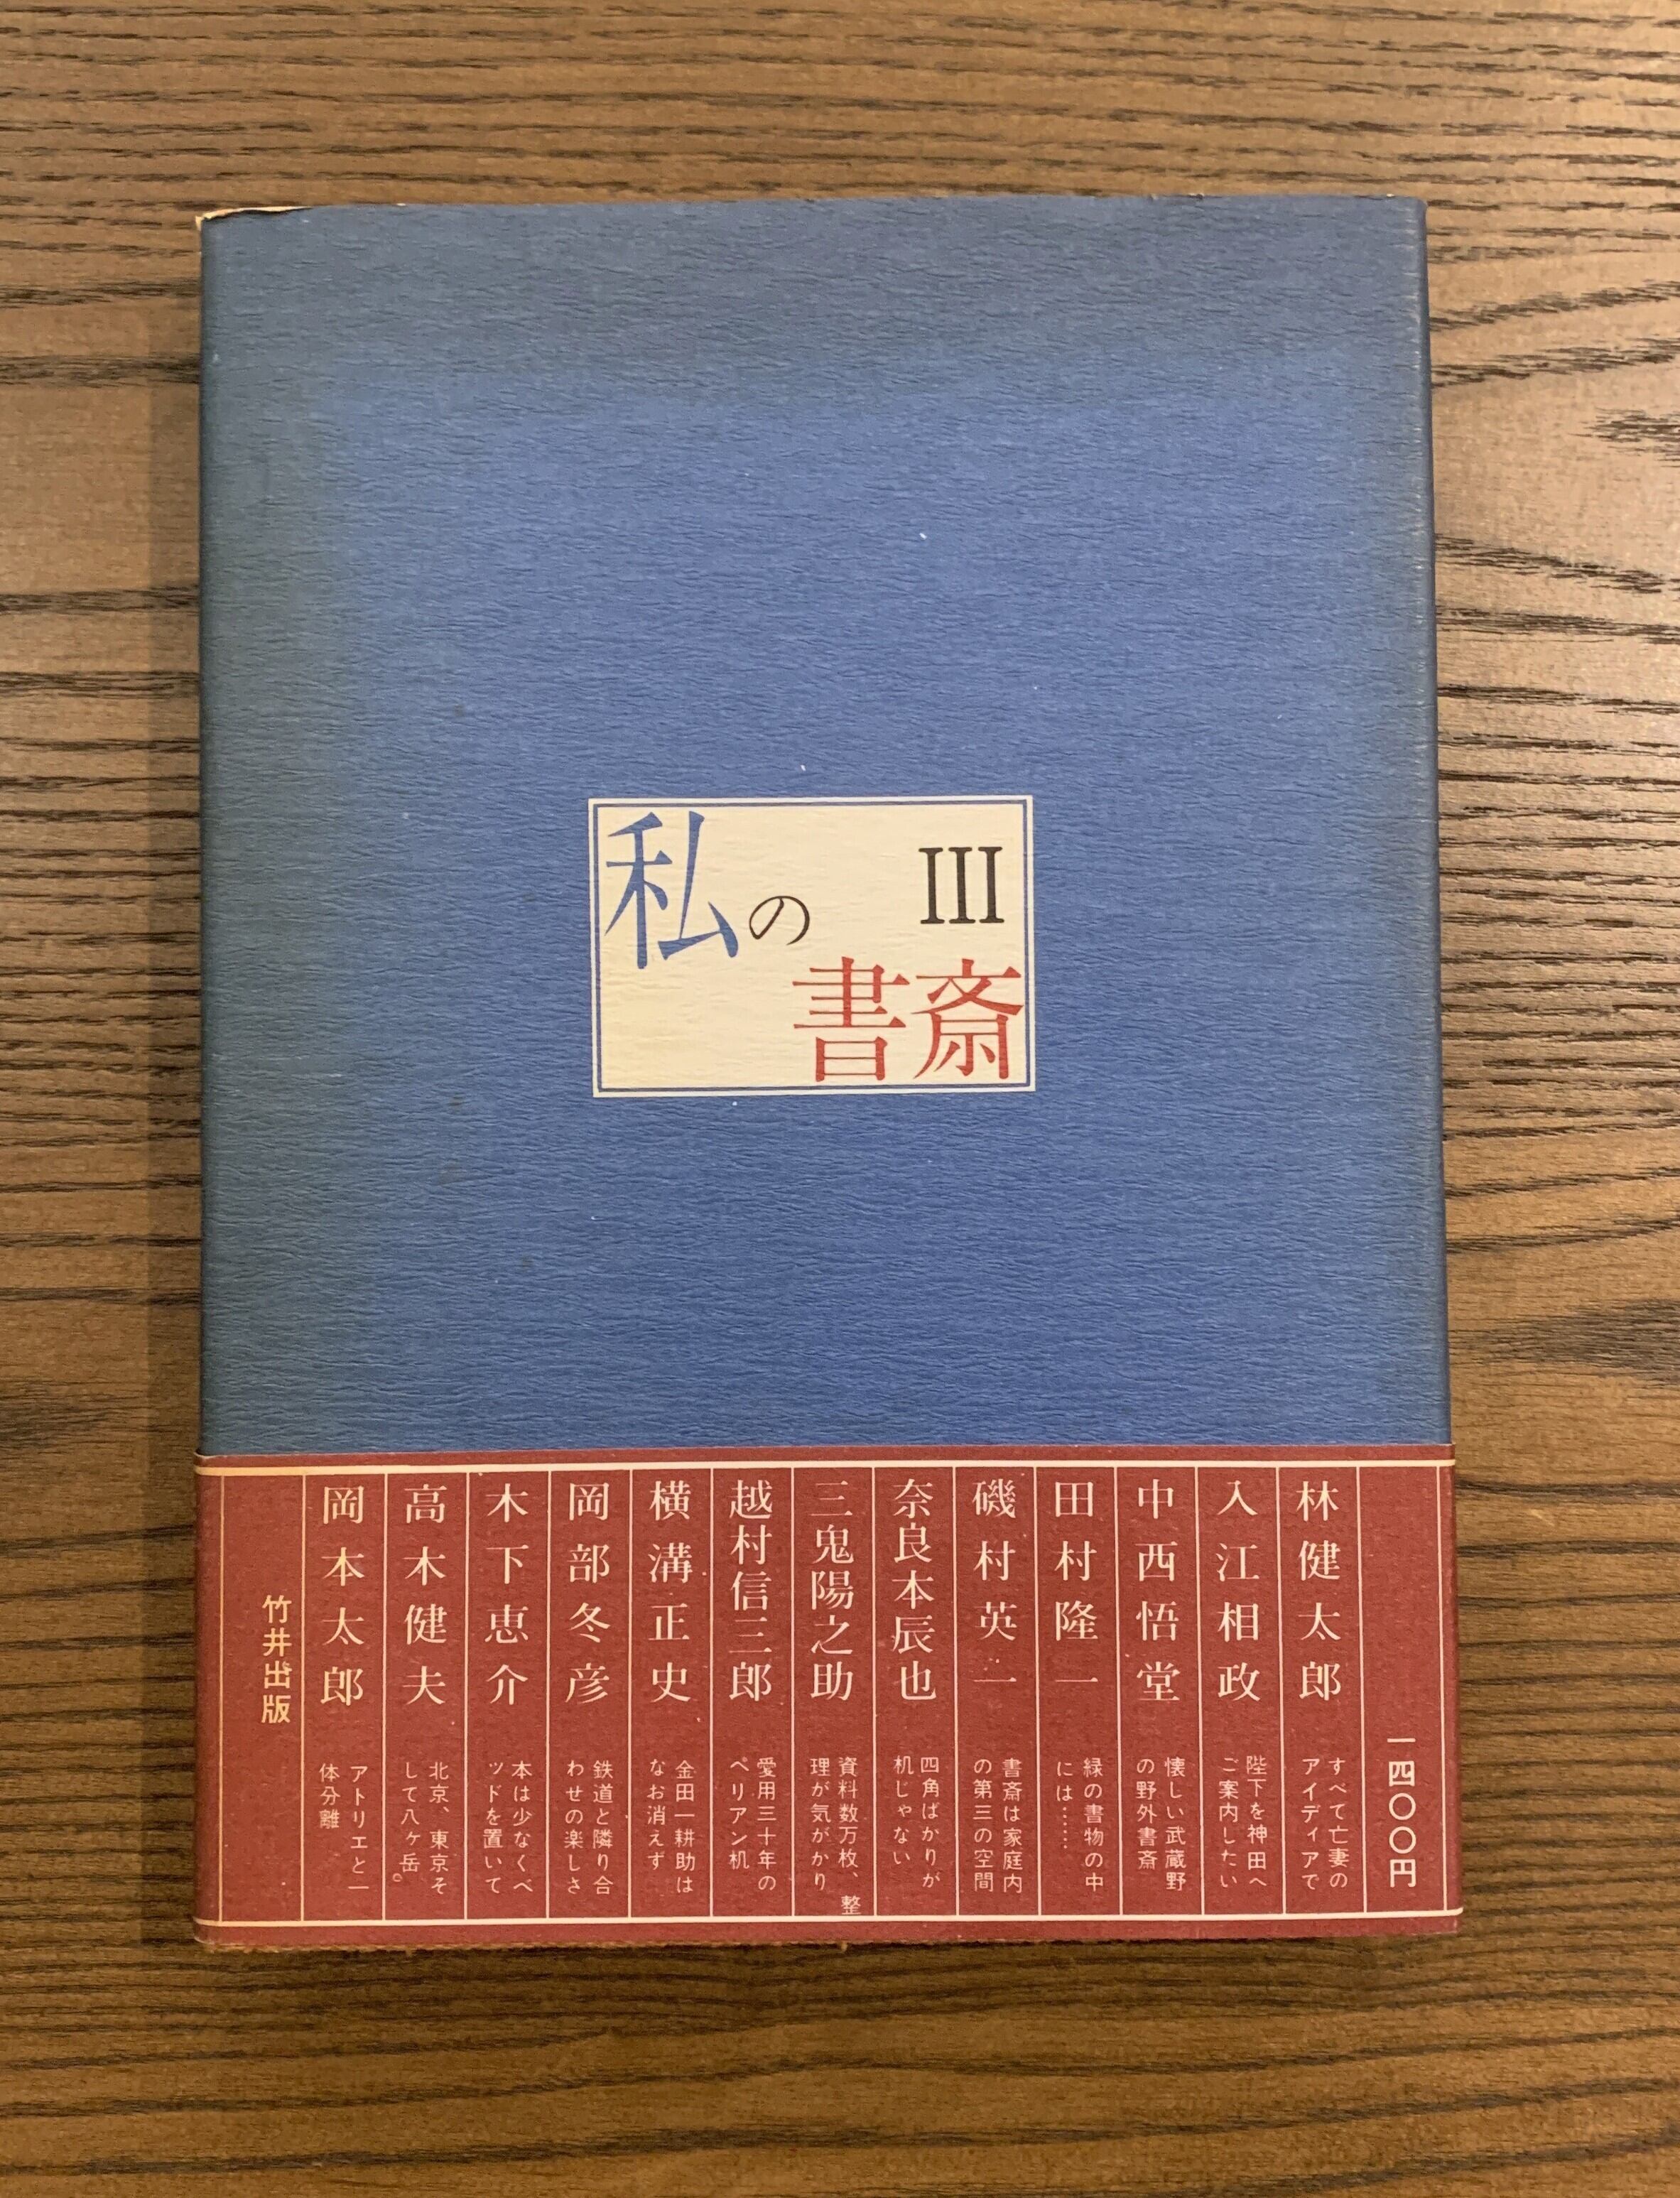 私の
III
書斎
一四〇〇円
林健太郎
すべて亡妻の
アイディアで
入江相政
陛下を神田へ
ご案内したい
中西悟堂
懐しい武蔵野
の野外書斎
田村隆一
緑の書物の中
には……
磯村英一
書斎は家庭内
の第三の空間
奈良本辰也
四角ばかりが
机じゃない
三鬼陽之助
資料数万枚、整
理が気がかり
越村信三郎
愛用三十年の
ペリアン机
横溝正史
金田一耕助は
なお消えず
岡部冬彦
鉄道と隣り合
わせの楽しさ
木下恵介
本は少なくベ
ッドを置いて
高木健夫
北京、東京そ
して八ヶ岳。
岡本太郎
アトリエと一
体分離
竹井出版